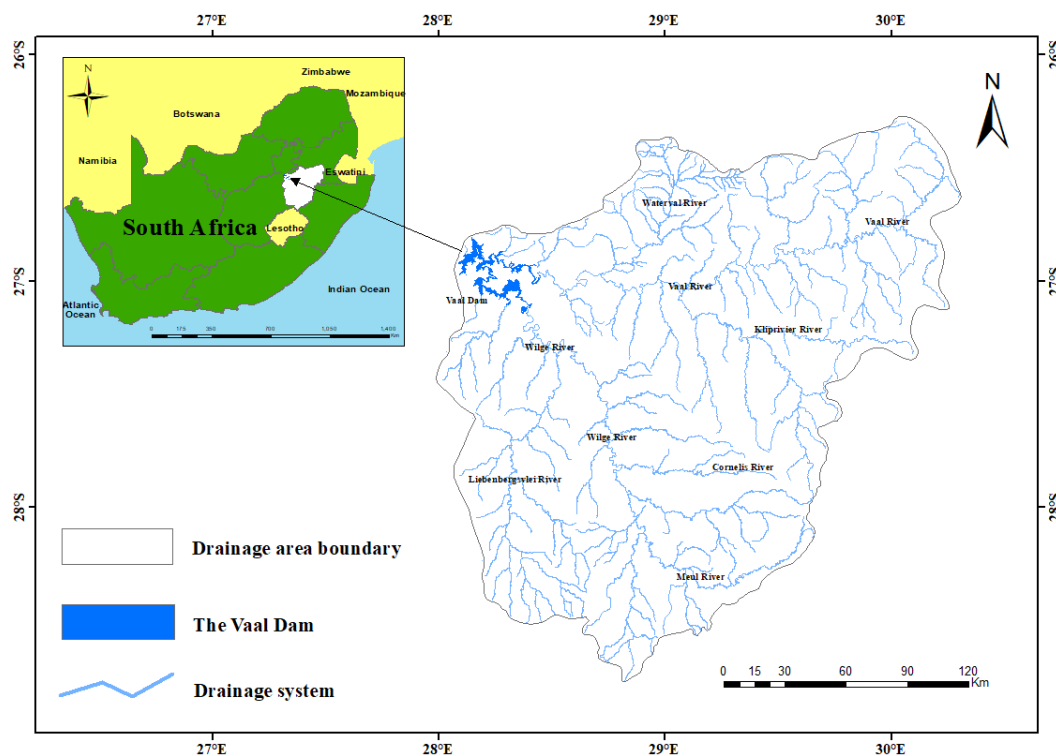 27°E 28°E 29°E 30°E
26°S 26°S
N
Zimbabwe
Mozambique
Botswana
Namibia
Eswatini
South Africa
Lesotho
Indian Ocean
Atlantic
Ocean
0 175 350 700 1,050 1,400
Km
N
Waterval River
Vaal River
27°S 27°S
Vaal Dam
Vaal River
Kliprivier River
Wilge River
Wilge River
Cornelis River
Liebenbergsvlei River
28°S 28°S
Meul River
Drainage area boundary
The Vaal Dam
Drainage system
0 15 30 60 90 120
Km
27°E 28°E 29°E 30°E